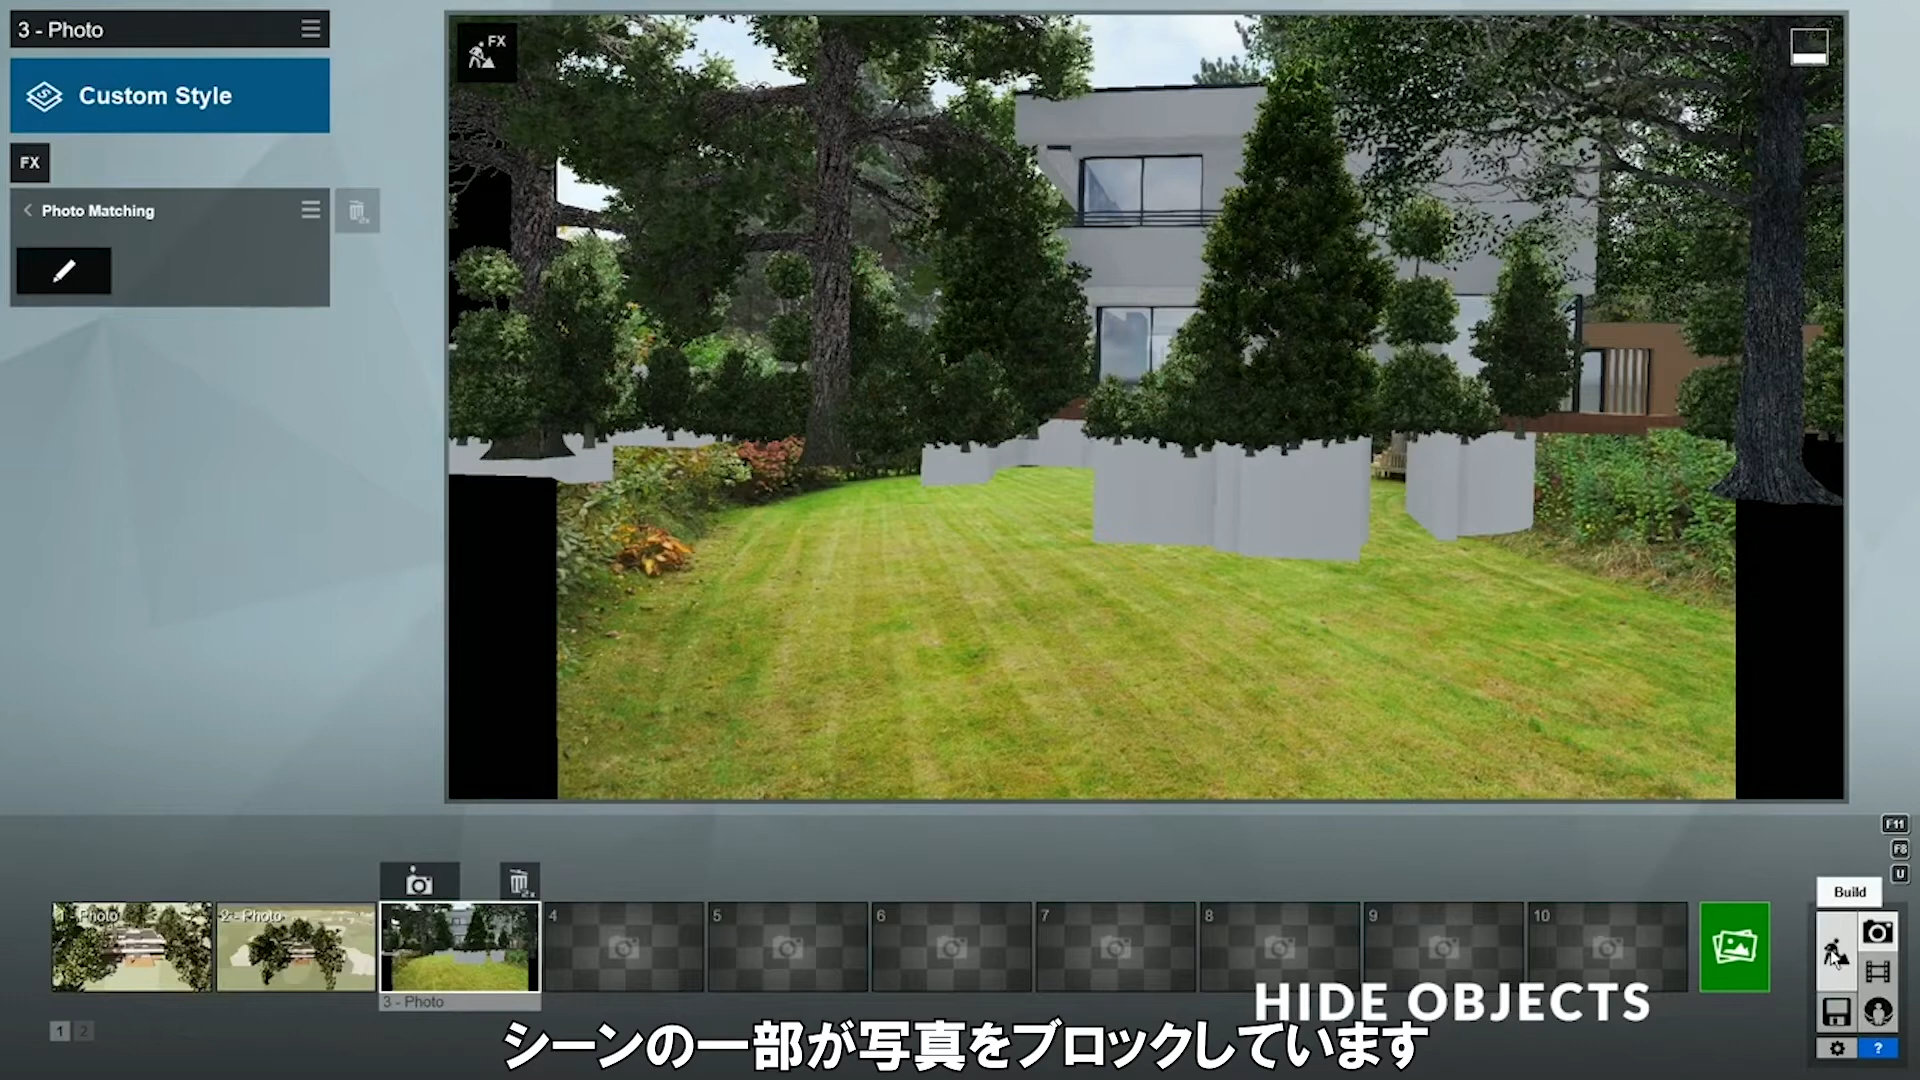 3 - Photo
Custom Style
FX
Photo Matching
FX
F11
F8
U
Build
1 - Photo
2 - Photo
3 - Photo
4
5
6
7
8
9
10
1
2
?
HIDE OBJECTS
シーンの一部が写真をブロックしています